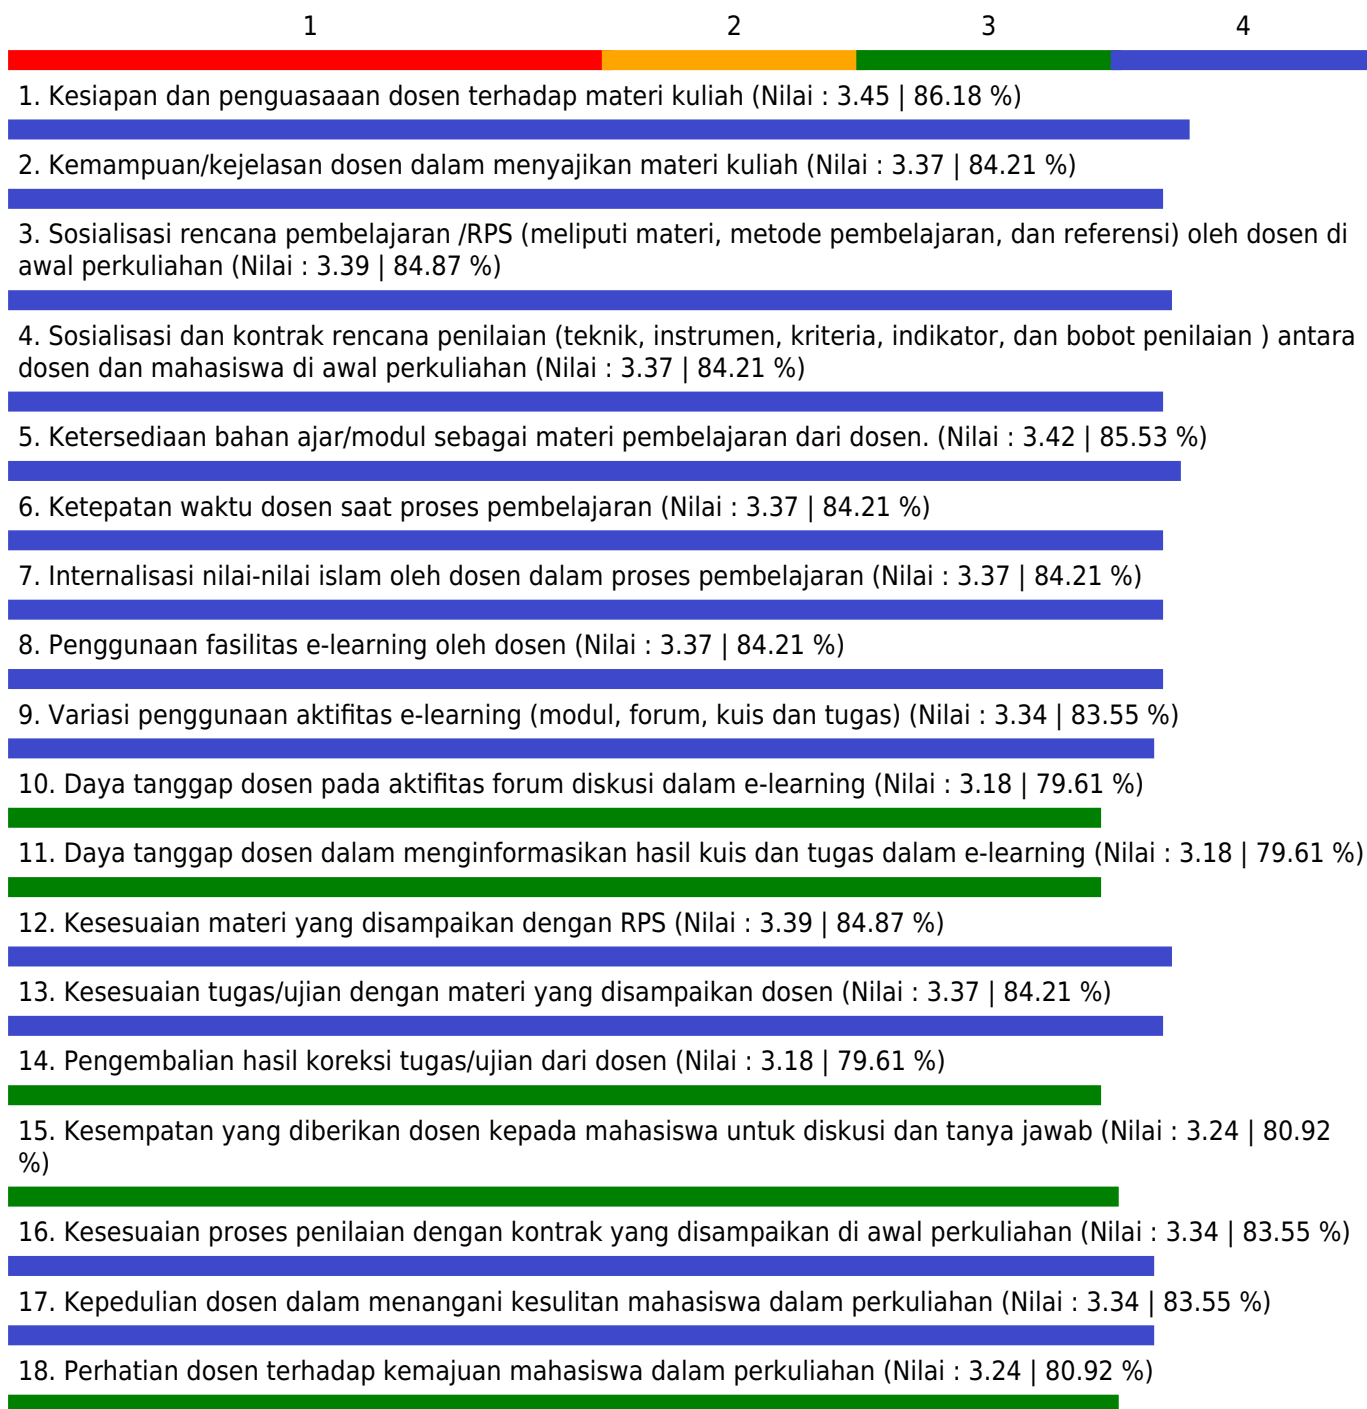 1 2 3 4
1. Kesiapan dan penguasaaan dosen terhadap materi kuliah (Nilai : 3.45 | 86.18 %)
2. Kemampuan/kejelasan dosen dalam menyajikan materi kuliah (Nilai : 3.37 | 84.21 %)
3. Sosialisasi rencana pembelajaran /RPS (meliputi materi, metode pembelajaran, dan referensi) oleh dosen di
awal perkuliahan (Nilai : 3.39 | 84.87 %)
4. Sosialisasi dan kontrak rencana penilaian (teknik, instrumen, kriteria, indikator, dan bobot penilaian ) antara
dosen dan mahasiswa di awal perkuliahan (Nilai : 3.37 | 84.21 %)
5. Ketersediaan bahan ajar/modul sebagai materi pembelajaran dari dosen. (Nilai : 3.42 | 85.53 %)
6. Ketepatan waktu dosen saat proses pembelajaran (Nilai : 3.37 | 84.21 %)
7. Internalisasi nilai-nilai islam oleh dosen dalam proses pembelajaran (Nilai : 3.37 | 84.21 %)
8. Penggunaan fasilitas e-learning oleh dosen (Nilai : 3.37 | 84.21 %)
9. Variasi penggunaan aktifitas e-learning (modul, forum, kuis dan tugas) (Nilai : 3.34 | 83.55 %)
10. Daya tanggap dosen pada aktifitas forum diskusi dalam e-learning (Nilai : 3.18 | 79.61 %)
11. Daya tanggap dosen dalam menginformasikan hasil kuis dan tugas dalam e-learning (Nilai : 3.18 | 79.61 %)
12. Kesesuaian materi yang disampaikan dengan RPS (Nilai : 3.39 | 84.87 %)
13. Kesesuaian tugas/ujian dengan materi yang disampaikan dosen (Nilai : 3.37 | 84.21 %)
14. Pengembalian hasil koreksi tugas/ujian dari dosen (Nilai : 3.18 | 79.61 %)
15. Kesempatan yang diberikan dosen kepada mahasiswa untuk diskusi dan tanya jawab (Nilai : 3.24 | 80.92
%)
16. Kesesuaian proses penilaian dengan kontrak yang disampaikan di awal perkuliahan (Nilai : 3.34 | 83.55 %)
17. Kepedulian dosen dalam menangani kesulitan mahasiswa dalam perkuliahan (Nilai : 3.34 | 83.55 %)
18. Perhatian dosen terhadap kemajuan mahasiswa dalam perkuliahan (Nilai : 3.24 | 80.92 %)